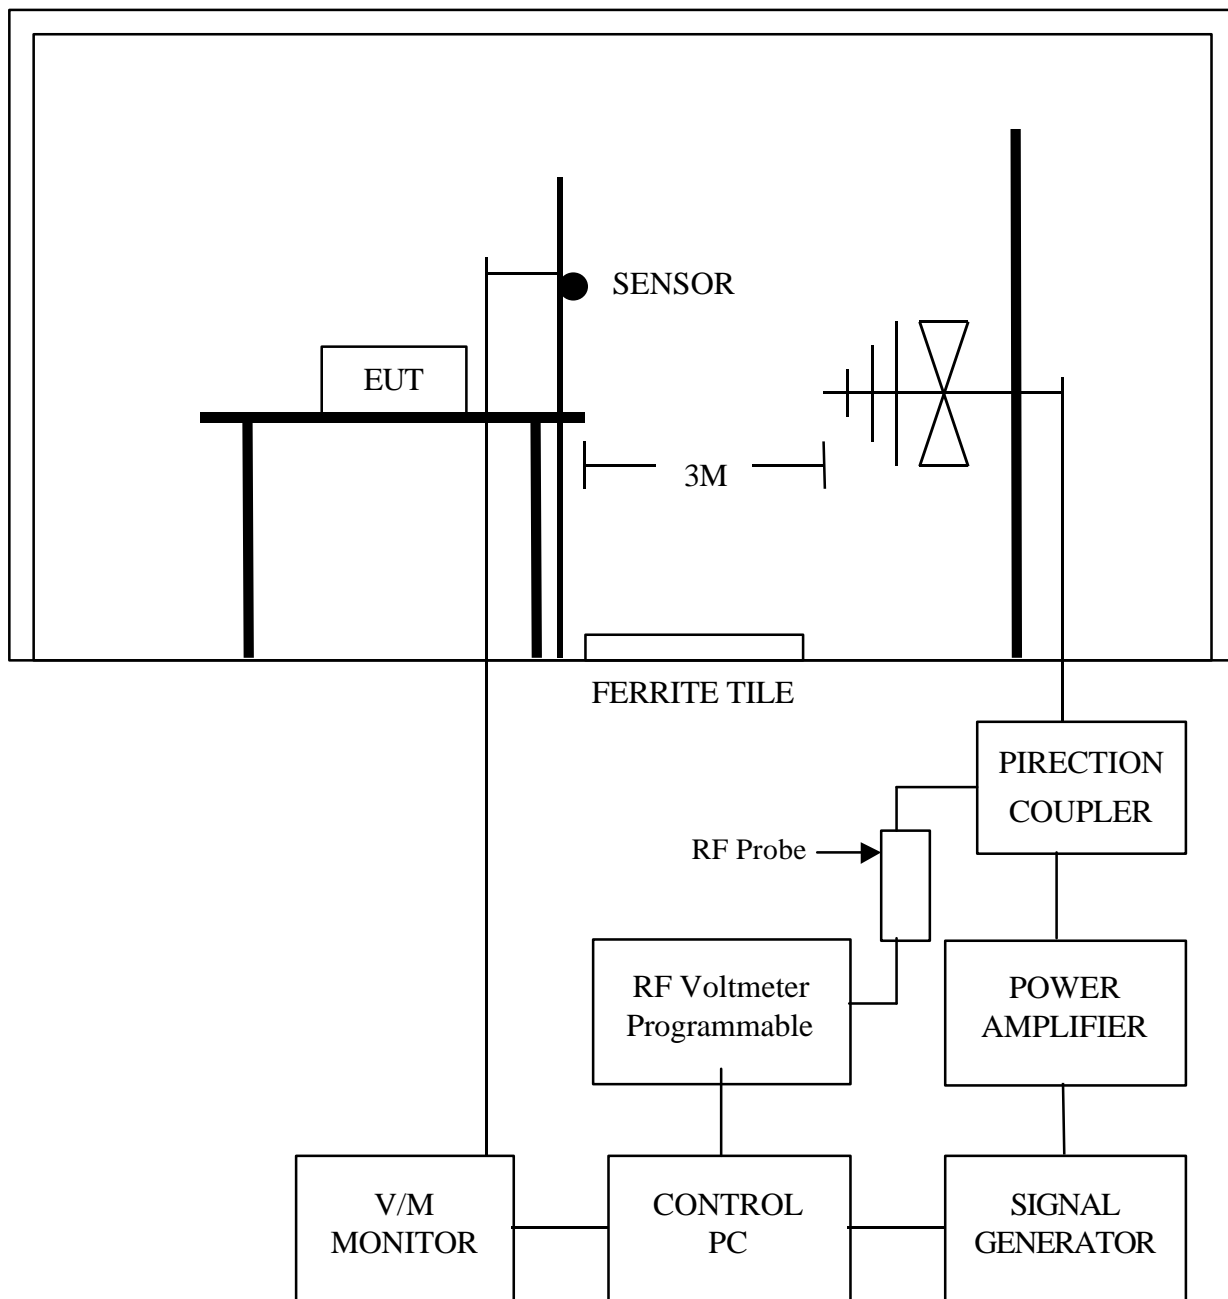 SENSOR
EUT
3M
FERRITE TILE
PIRECTION
COUPLER
RF Probe
RF Voltmeter
Programmable
POWER
AMPLIFIER
V/M
MONITOR
CONTROL
PC
SIGNAL
GENERATOR